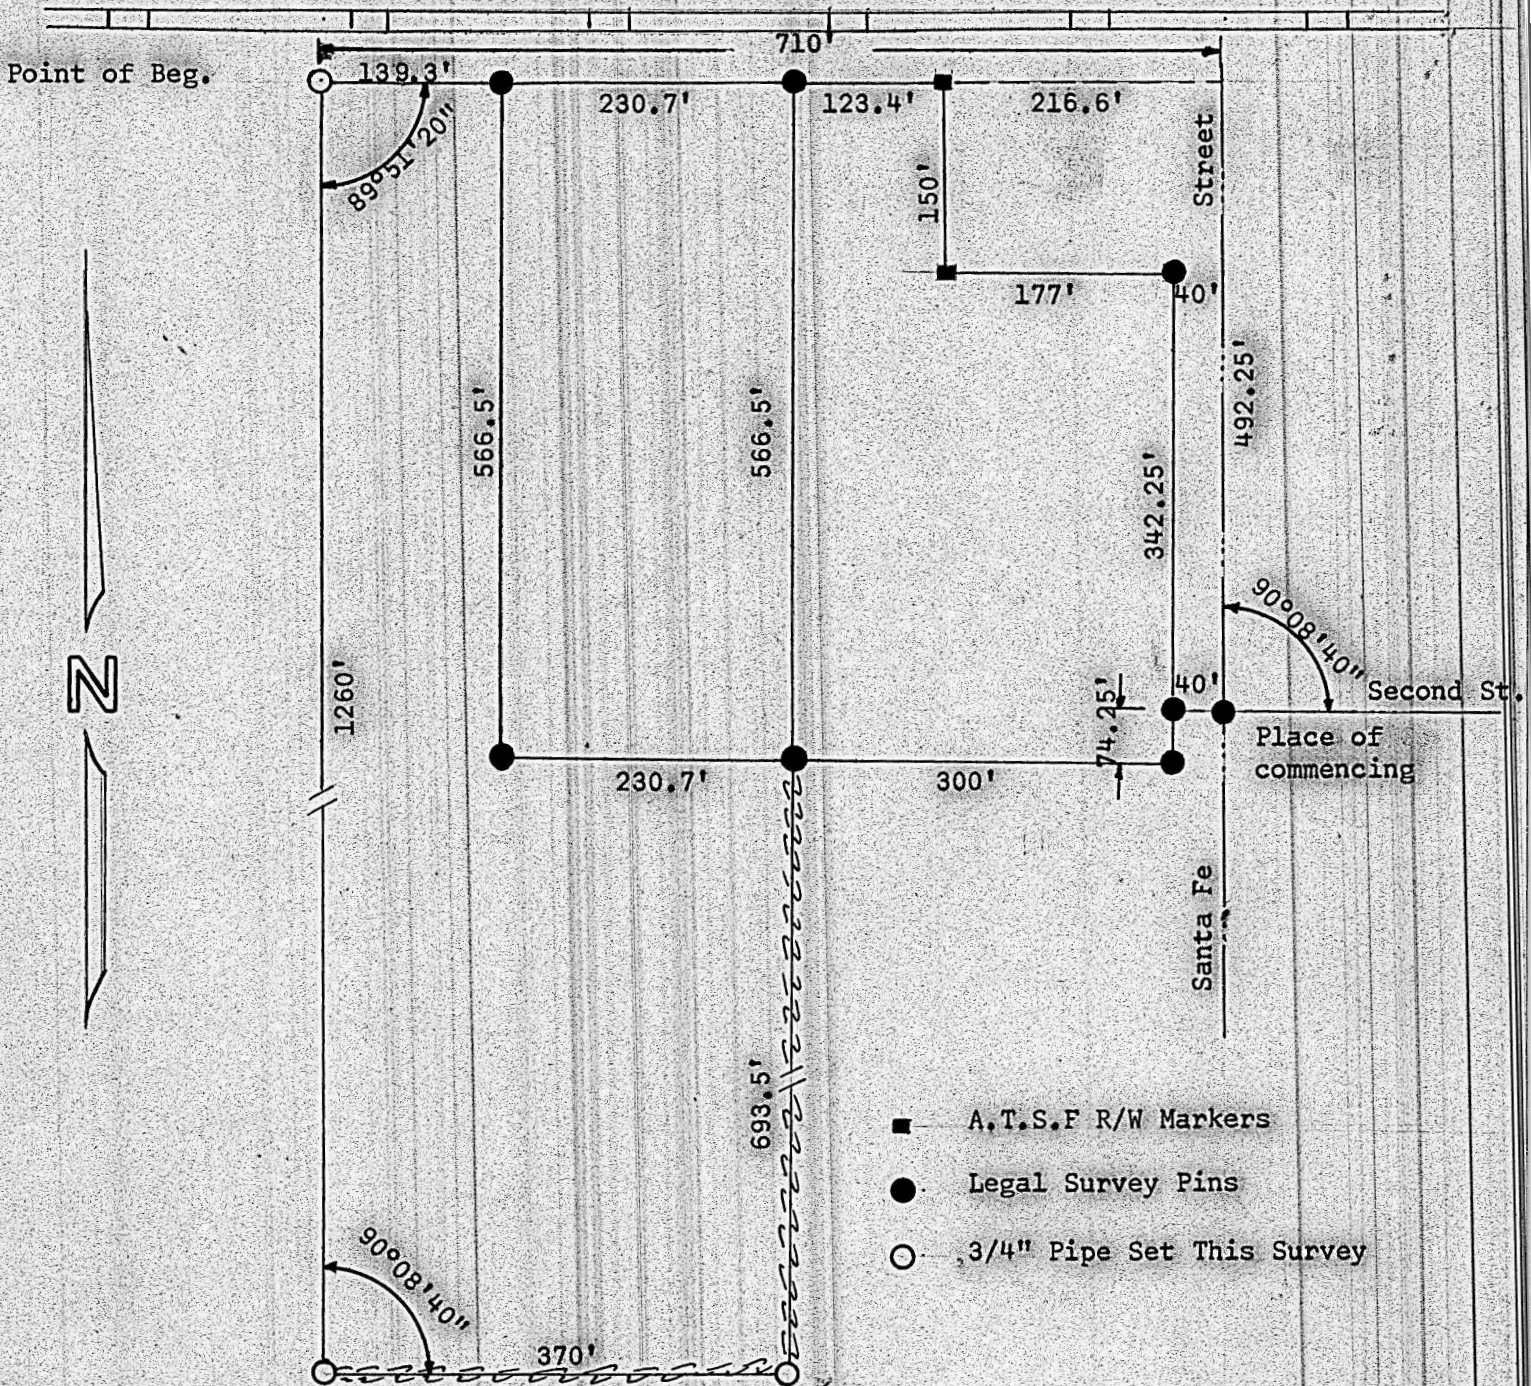 710'
Point of Beg.
139.3'
230.7'
123.4'
216.6'
89°51'20"
Street
150'
177'
40'
566.5'
566.5'
492.25'
342.25'
90°08'40"
N
1260'
40'
Second St.
74.25'
Place of
commencing
230.7'
300'
Santa Fe
693.5'
A.T.S.F R/W Markers
Legal Survey Pins
3/4" Pipe Set This Survey
90°08'40"
370'